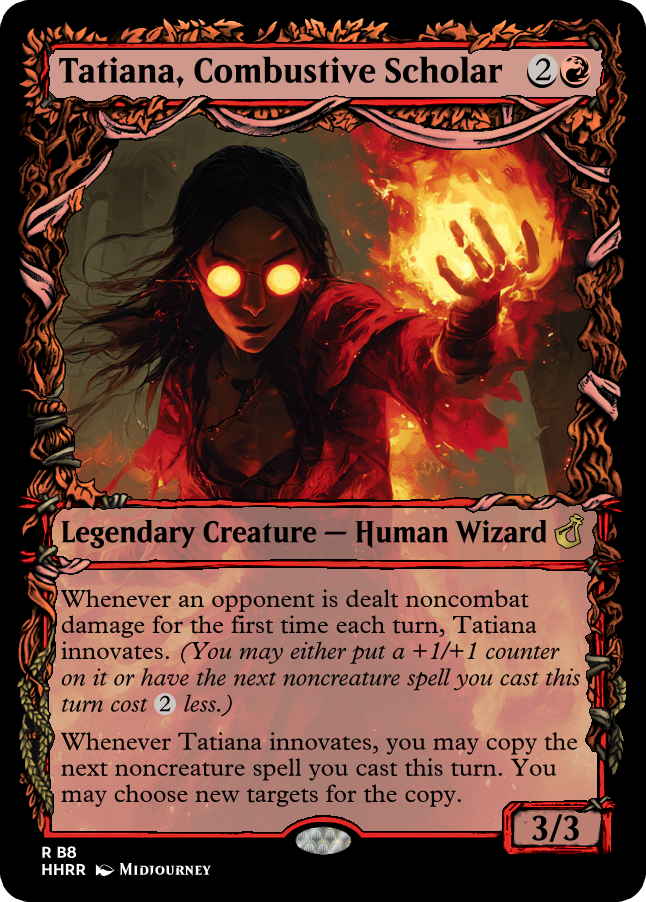 Tatiana, Combustive Scholar 2
Legendary Creature — Human Wizard
Whenever an opponent is dealt noncombat
damage for the first time each turn, Tatiana
innovates. (You may either put a +1/+1 counter
on it or have the next noncreature spell you cast this
turn cost 2 less.)
Whenever Tatiana innovates, you may copy the
next noncreature spell you cast this turn. You
may choose new targets for the copy.
3/3
R B8
HHRR Midjourney